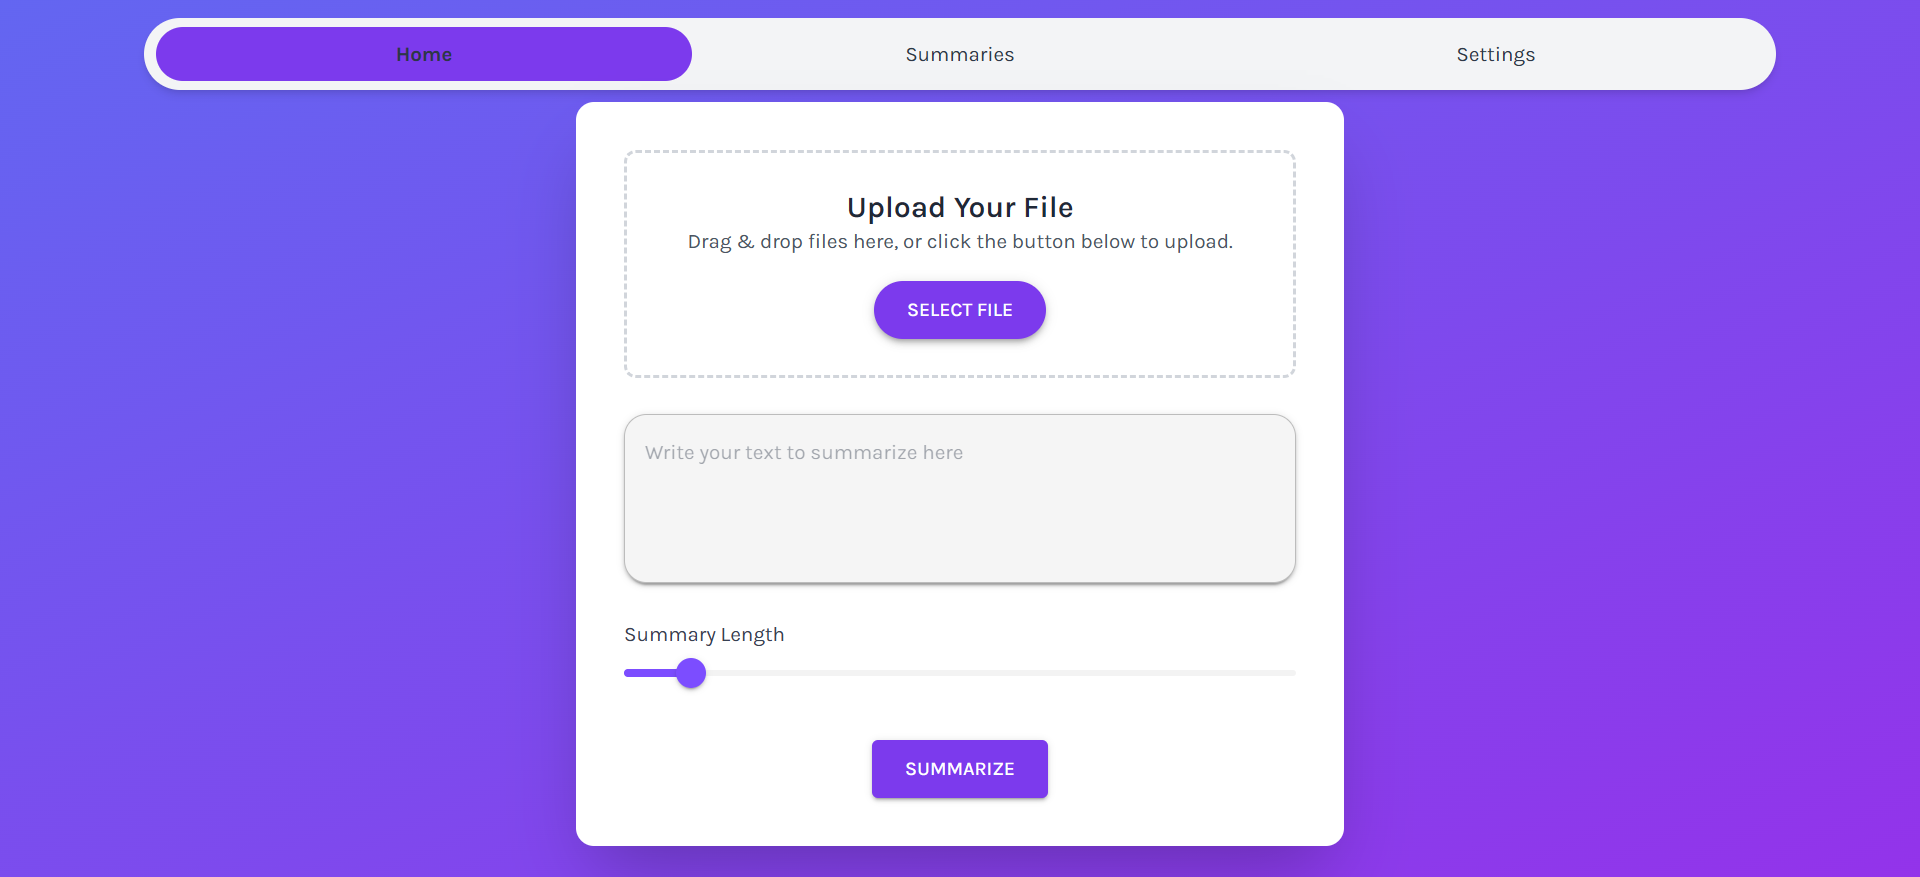 Home
Summaries
Settings
Upload Your File
Drag & drop files here, or click the button below to upload.
SELECT FILE
Write your text to summarize here
Summary Length
SUMMARIZE